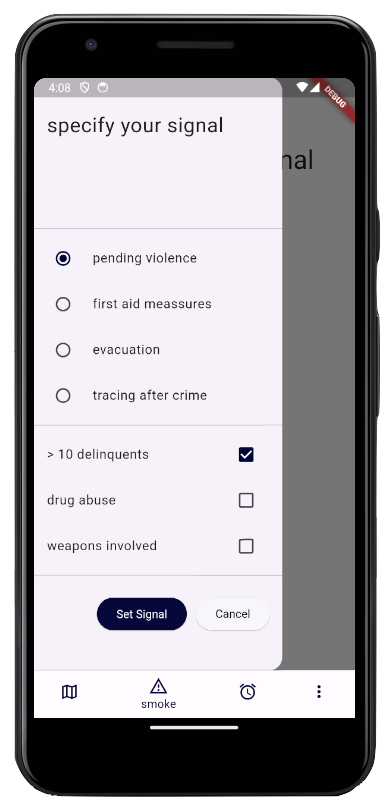 4:08
DEBUG
specify your signal
nal
pending violence
first aid meassures
evacuation
tracing after crime
> 10 delinquents
drug abuse
weapons involved
Set Signal
Cancel
smoke